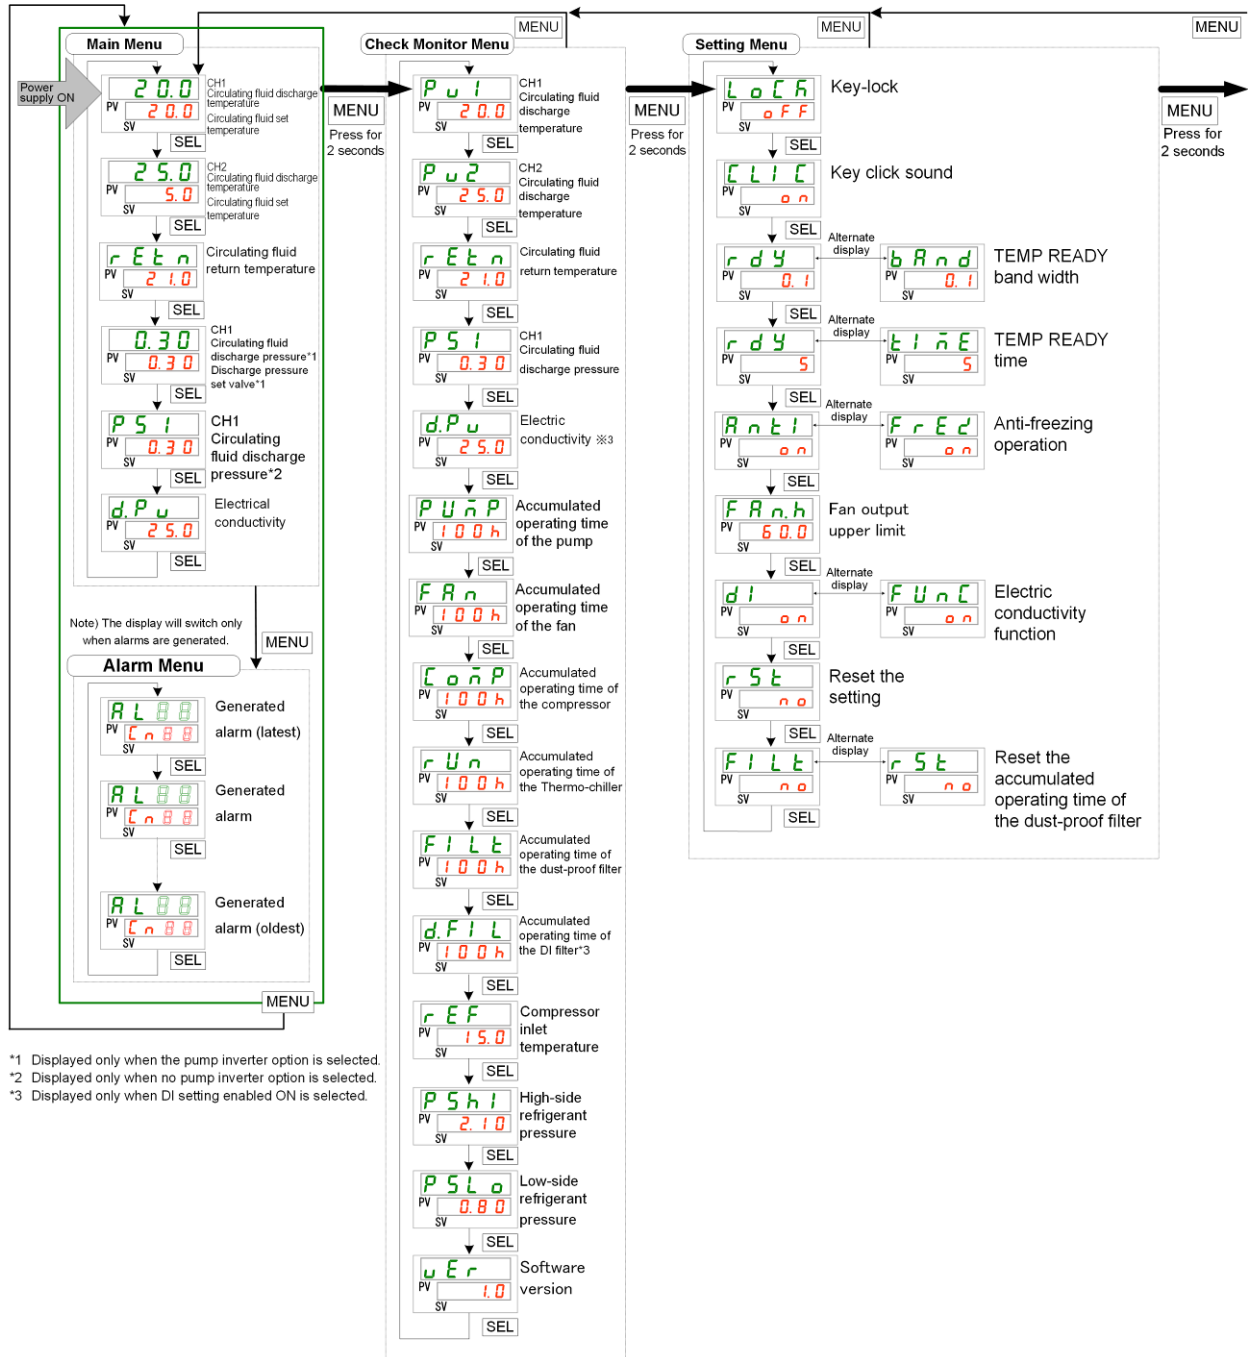 MENU
MENU
MENU
Main Menu
Power
supply ON
20.0
PV
20.0
SV
CH1
Circulating fluid discharge
temperature
Circulating fluid set
temperature
SEL
25.0
PV
5.0
SV
CH2
Circulating fluid discharge
temperature
Circulating fluid set
temperature
SEL
rEtn
PV
21.0
SV
Circulating fluid
return temperature
SEL
0.30
PV
0.30
SV
CH1
Circulating fluid
discharge pressure*1
Discharge pressure
set valve*1
SEL
PS1
PV
0.30
SV
CH1
Circulating
fluid discharge
pressure*2
SEL
d.Pv
PV
25.0
SV
Electrical
conductivity
SEL
Note) The display will switch only
when alarms are generated.
MENU
Alarm Menu
AL88
PV
Cn88
SV
Generated
alarm (latest)
SEL
AL88
PV
Cn88
SV
Generated
alarm
SEL
AL88
PV
Cn88
SV
Generated
alarm (oldest)
SEL
MENU
*1 Displayed only when the pump inverter option is selected.
*2 Displayed only when no pump inverter option is selected.
*3 Displayed only when DI setting enabled ON is selected.
MENU
Press for
2 seconds
Check Monitor Menu
Pv1
PV
20.0
SV
CH1
Circulating fluid
discharge
temperature
SEL
Pv2
PV
25.0
SV
CH2
Circulating fluid
discharge
temperature
SEL
rEtn
PV
21.0
SV
Circulating fluid
return temperature
SEL
PS1
PV
0.30
SV
CH1
Circulating fluid
discharge pressure
SEL
d.Pv
PV
25.0
SV
Electric
conductivity ※3
SEL
PUmP
PV
100h
SV
Accumulated
operating time
of the pump
SEL
FAn
PV
100h
SV
Accumulated
operating time
of the fan
SEL
ComP
PV
100h
SV
Accumulated
operating time of
the compressor
SEL
rUn
PV
100h
SV
Accumulated
operating time of
the Thermo-chiller
SEL
FILt
PV
100h
SV
Accumulated
operating time of
the dust-proof filter
SEL
d.FIL
PV
100h
SV
Accumulated
operating time of
the DI filter*3
SEL
rEF
PV
15.0
SV
Compressor
inlet
temperature
SEL
PShI
PV
2.10
SV
High-side
refrigerant
pressure
SEL
PSLo
PV
0.80
SV
Low-side
refrigerant
pressure
SEL
vEr
PV
1.0
SV
Software
version
SEL
MENU
Press for
2 seconds
Setting Menu
LoCk
PV
oFF
SV
Key-lock
SEL
CLIC
PV
on
SV
Key click sound
SEL
rdy
PV
0.1
SV
Alternate
display
bAnd
PV
0.1
SV
TEMP READY
band width
SEL
rdy
PV
5
SV
Alternate
display
tImE
PV
5
SV
TEMP READY
time
SEL
AntI
PV
on
SV
Alternate
display
FrEZ
PV
on
SV
Anti-freezing
operation
SEL
FAn.h
PV
60.0
SV
Fan output
upper limit
SEL
dI
PV
on
SV
Alternate
display
FUnC
PV
on
SV
Electric
conductivity
function
SEL
rSt
PV
no
SV
Reset the
setting
SEL
FILt
PV
no
SV
Alternate
display
rSt
PV
no
SV
Reset the
accumulated
operating time of
the dust-proof filter
SEL
MENU
Press for
2 seconds